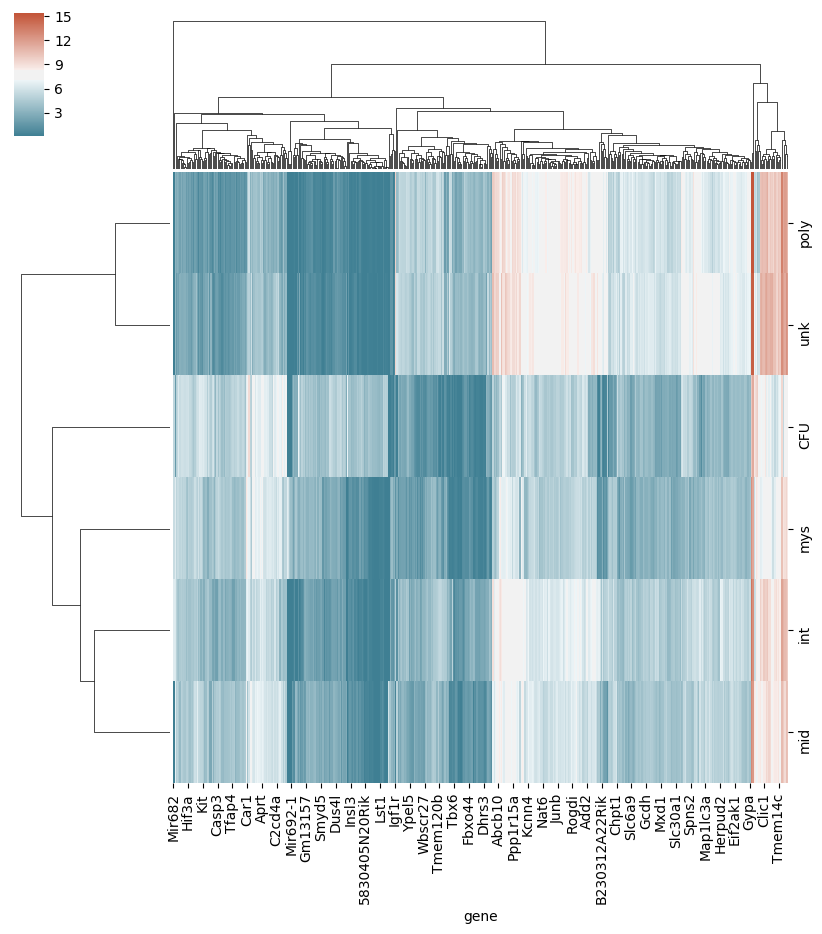 15
12
9
6
3
poly
unk
CFU
mys
int
mid
Mir682
Hif3a
Kit
Casp3
Tfap4
Car1
Aprt
C2cd4a
Mir692-1
Gm13157
Smyd5
Dus4l
Insl3
5830405N20Rik
Lst1
Igf1r
Ypel5
Wbscr27
Tmem120b
Tbx6
Fbxo44
Dhrs3
Abcb10
Ppp1r15a
Kcnn4
Nat6
Junb
Rogdi
Add2
B230312A22Rik
Chpt1
Slc6a9
Gcdh
Mxd1
Slc30a1
Spns2
Map1lc3a
Herpud2
Eif2ak1
Gypa
Clic1
Tmem14c
gene